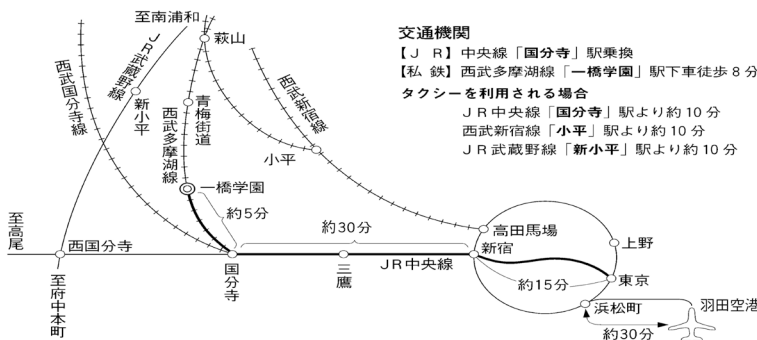 至南浦和
萩山
JR武蔵野線
西武国分寺線
新小平
青梅街道
西武多摩湖線
西武新宿線
小平
一橋学園
約5分
約30分
至高尾
西国分寺
国分寺
三鷹
JR中央線
新宿
高田馬場
上野
東京
約15分
浜松町
羽田空港
約30分
至府中本町
交通機関
【JR】中央線「国分寺」駅乗換
【私鉄】西武多摩湖線「一橋学園」駅下車徒歩8分
タクシーを利用される場合
JR中央線「国分寺」駅より約10分
西武新宿線「小平」駅より約10分
JR武蔵野線「新小平」駅より約10分